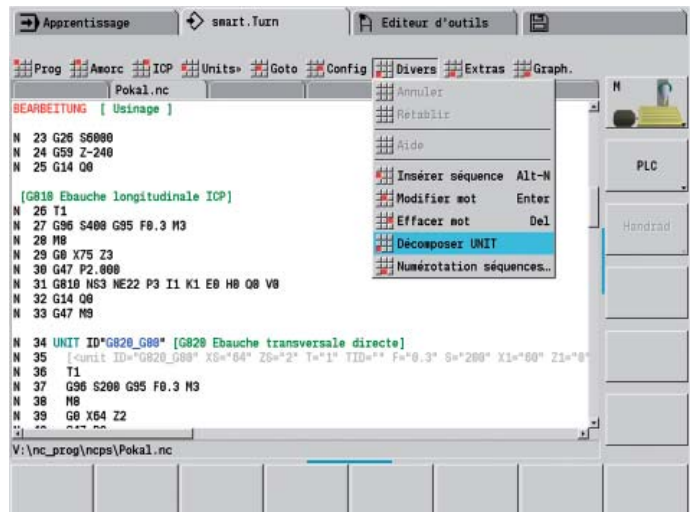 Apprentissage smart.Turn Editeur d'outils
Prog Amorc ICP Units» Goto Config Divers Extras Graph.
Pokal.nc
BEARBEITUNG [ Usinage ]
N 23 G26 S6000
N 24 G59 Z-240
N 25 G14 Q0
[G810 Ebauche longitudinale ICP]
N 26 T1
N 27 G96 S400 G95 F0.3 M3
N 28 M8
N 29 G0 X75 Z3
N 30 G47 P2.000
N 31 G810 NS3 NE22 P3 I1 K1 E0 H0 Q0 V0
N 32 G14 Q0
N 33 G47 M9
N 34 UNIT ID"G820_G80" [G820 Ebauche transversale directe]
N 35 [<unit ID="G820_G80" XS="64" ZS="2" T="1" TID="" F="0.3" S="200" X1="60" Z1="0"
N 36 T1
N 37 G96 S200 G95 F0.3 M3
N 38 M8
N 39 G0 X64 Z2
Annuler
Rétablir
Aide
Insérer séquence Alt-N
Modifier mot Enter
Effacer mot Del
Décomposer UNIT
Numérotation séquences…
V:\nc_prog\ncps\Pokal.nc
M
PLC
Handrad